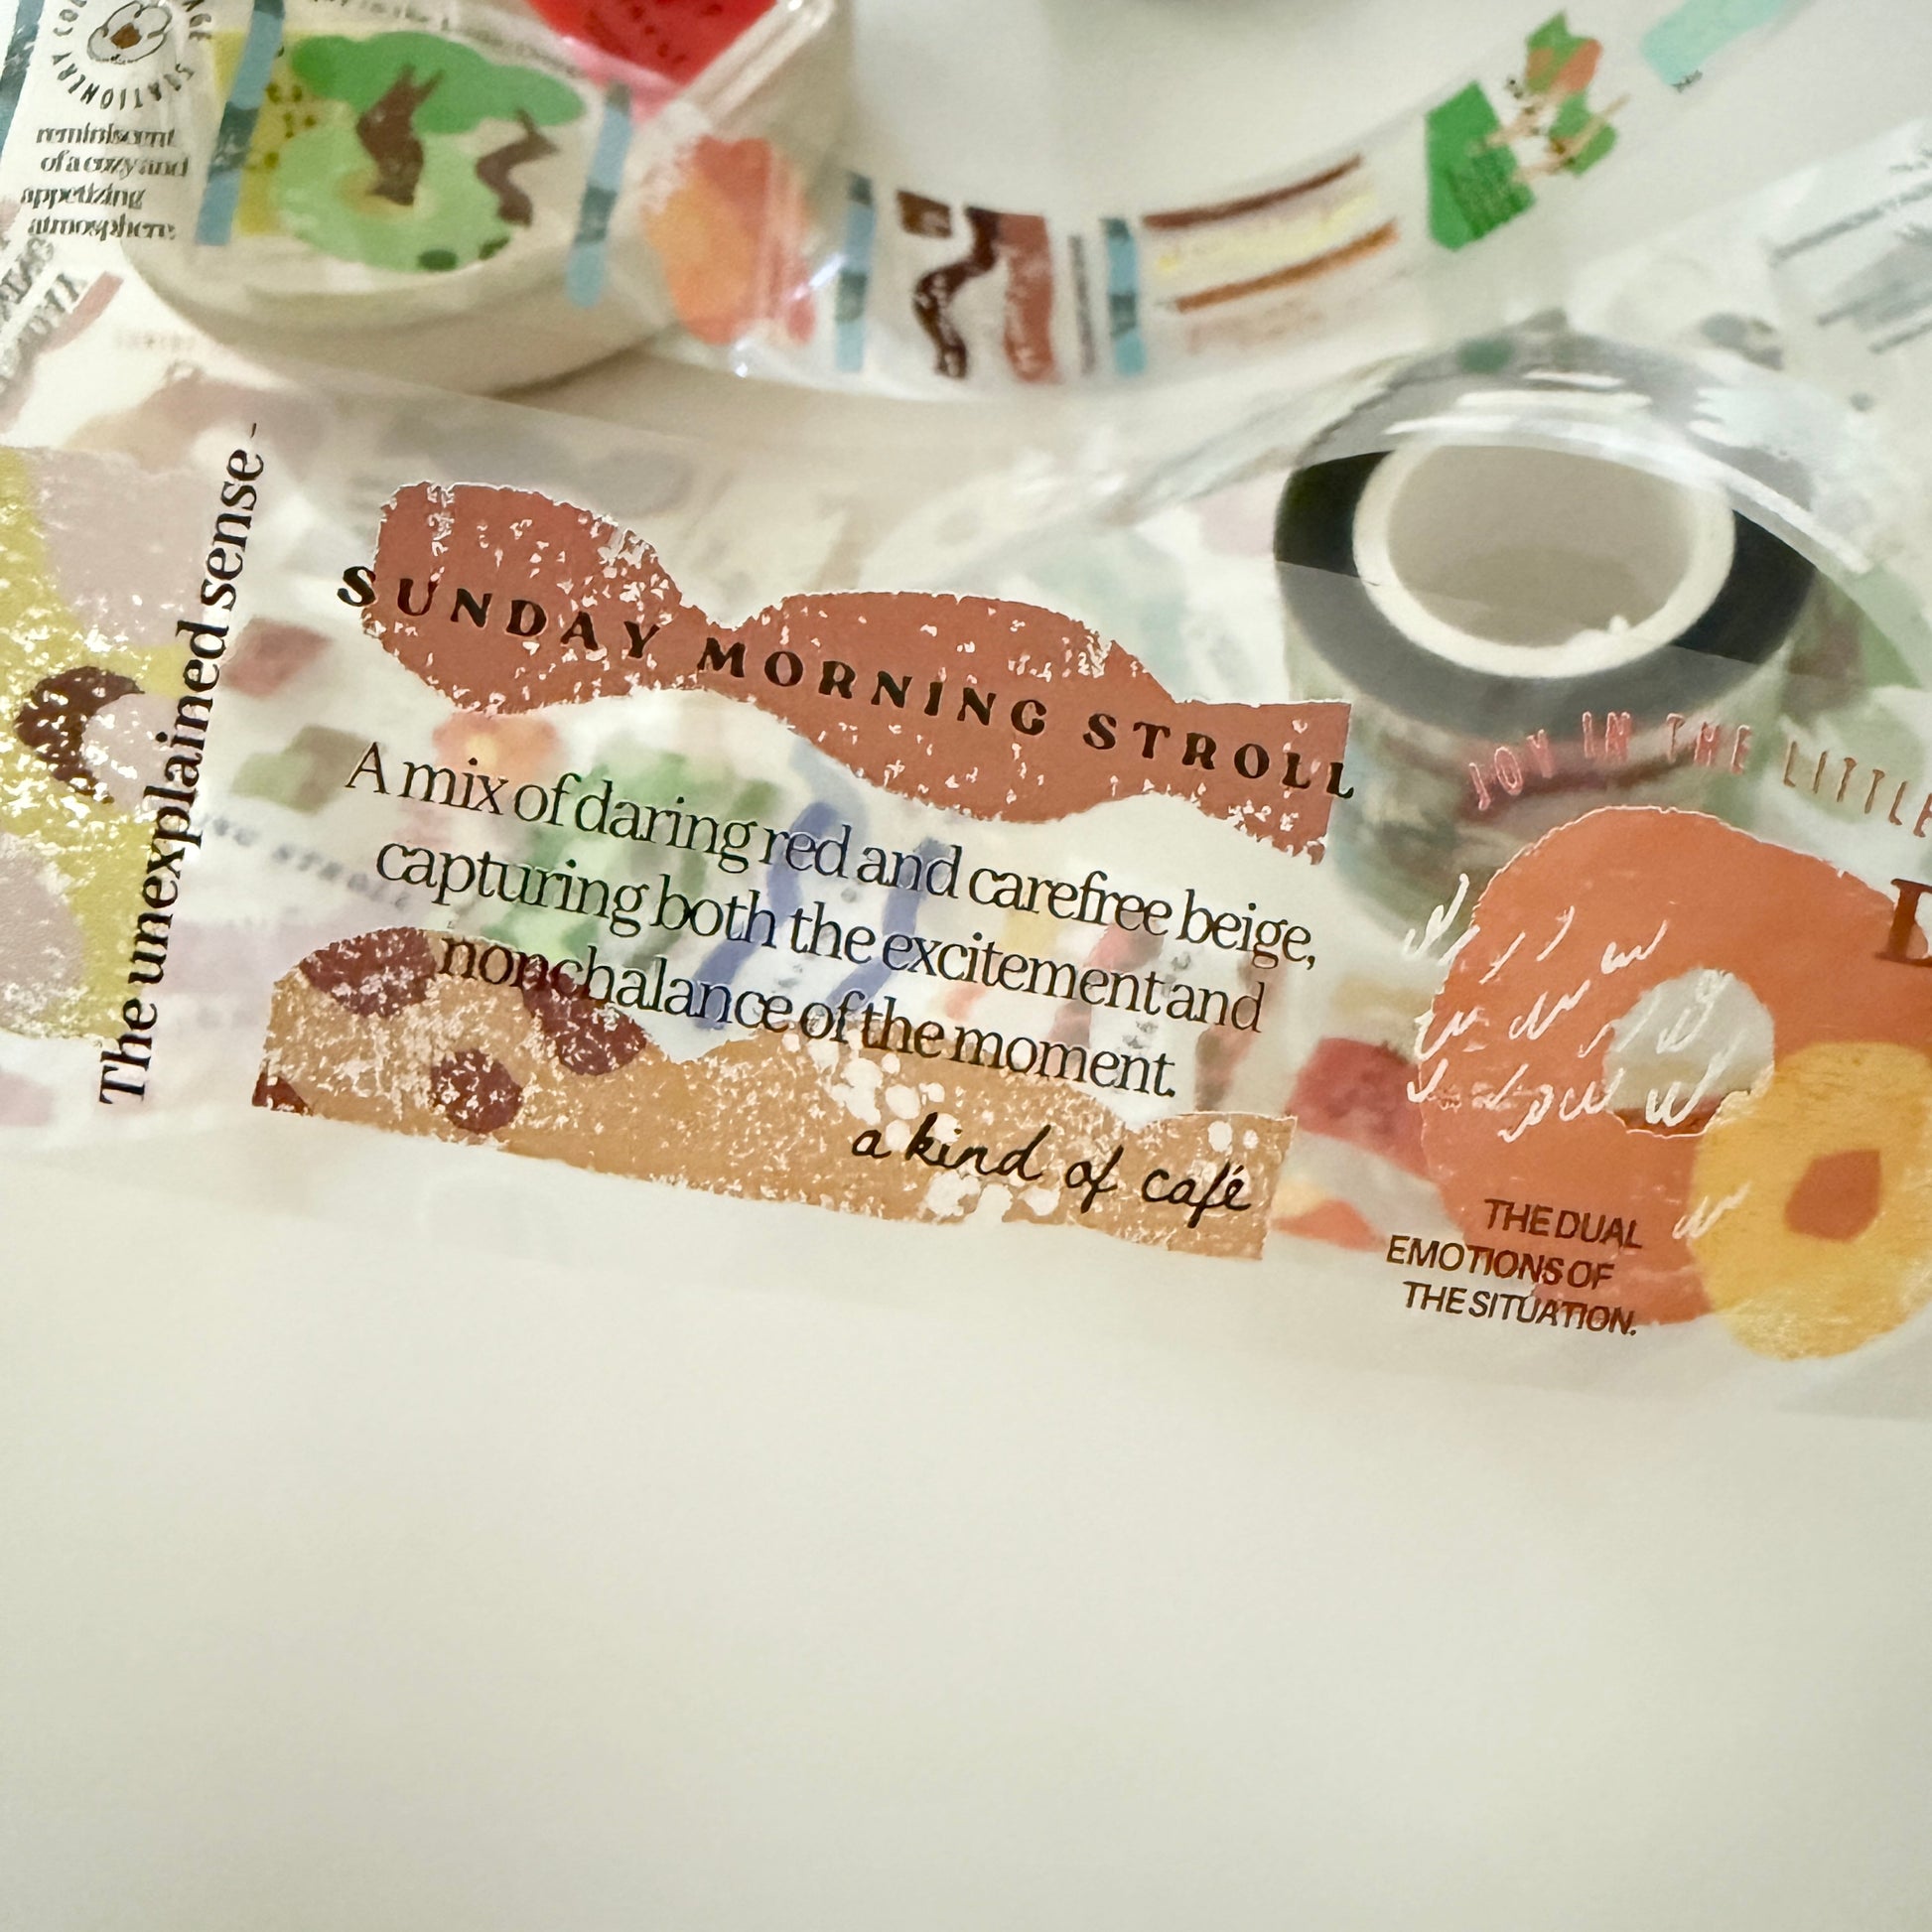 STATIONERY
reminiscent
of a cozy and
appetizing
atmosphere
The unexplained sense -
SUNDAY MORNING STROLL
A mix of daring red and carefree beige,
capturing both the excitement and
nonchalance of the moment.
a kind of café
JOY IN THE LITTLE
THE DUAL
EMOTIONS OF
THE SITUATION.